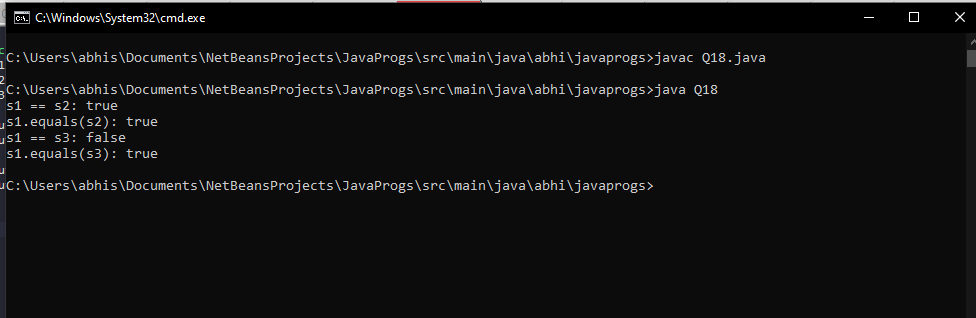 C:\Windows\System32\cmd.exe
C:\Users\abhis\Documents\NetBeansProjects\JavaProgs\src\main\java\abhi\javaprogs>javac Q18.java
C:\Users\abhis\Documents\NetBeansProjects\JavaProgs\src\main\java\abhi\javaprogs>java Q18
s1 == s2: true
s1.equals(s2): true
s1 == s3: false
s1.equals(s3): true
C:\Users\abhis\Documents\NetBeansProjects\JavaProgs\src\main\java\abhi\javaprogs>